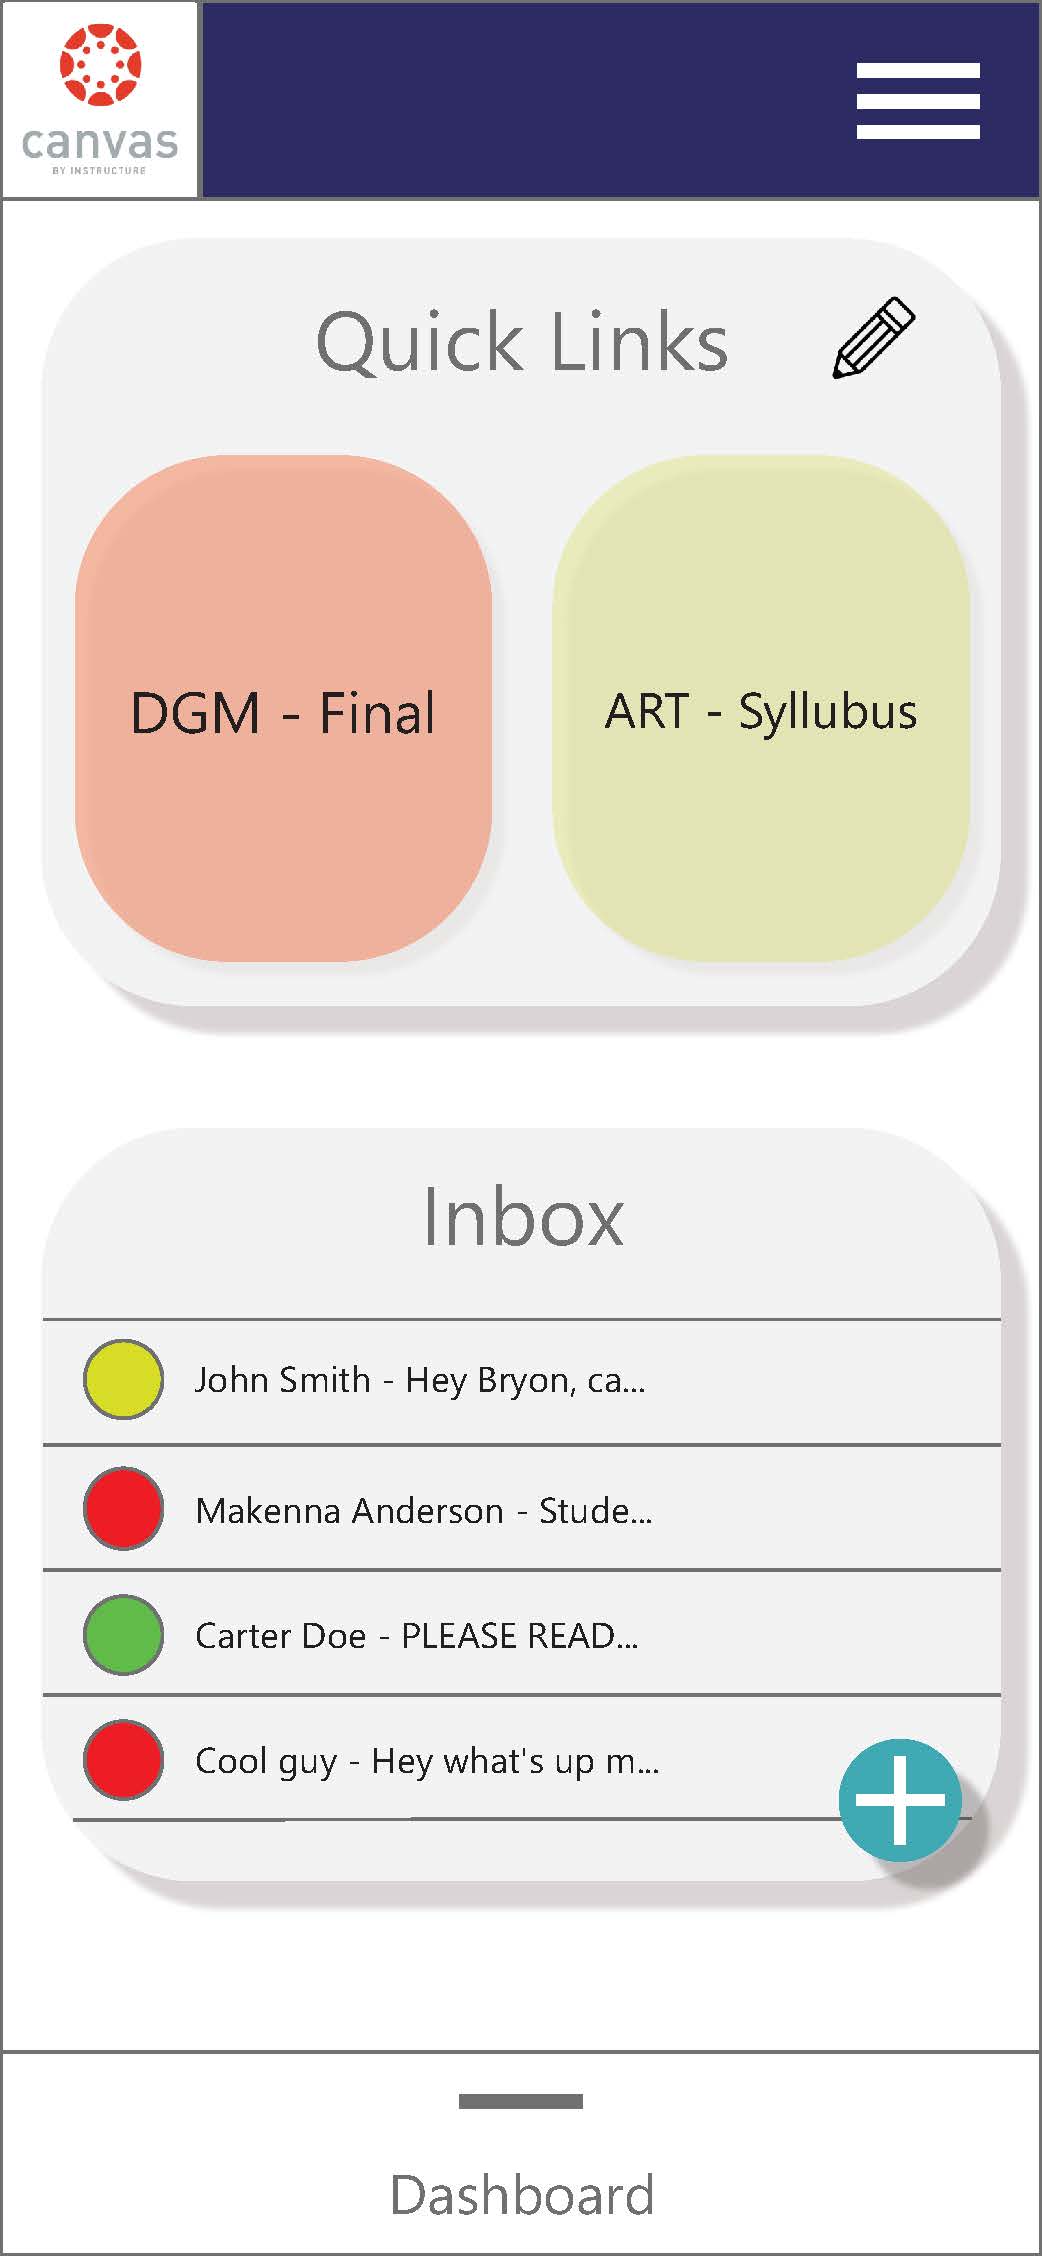 canvas
BY INSTRUCTURE
Quick Links
DGM - Final
ART - Syllubus
Inbox
John Smith - Hey Bryon, ca...
Makenna Anderson - Stude...
Carter Doe - PLEASE READ...
Cool guy - Hey what's up m...
Dashboard